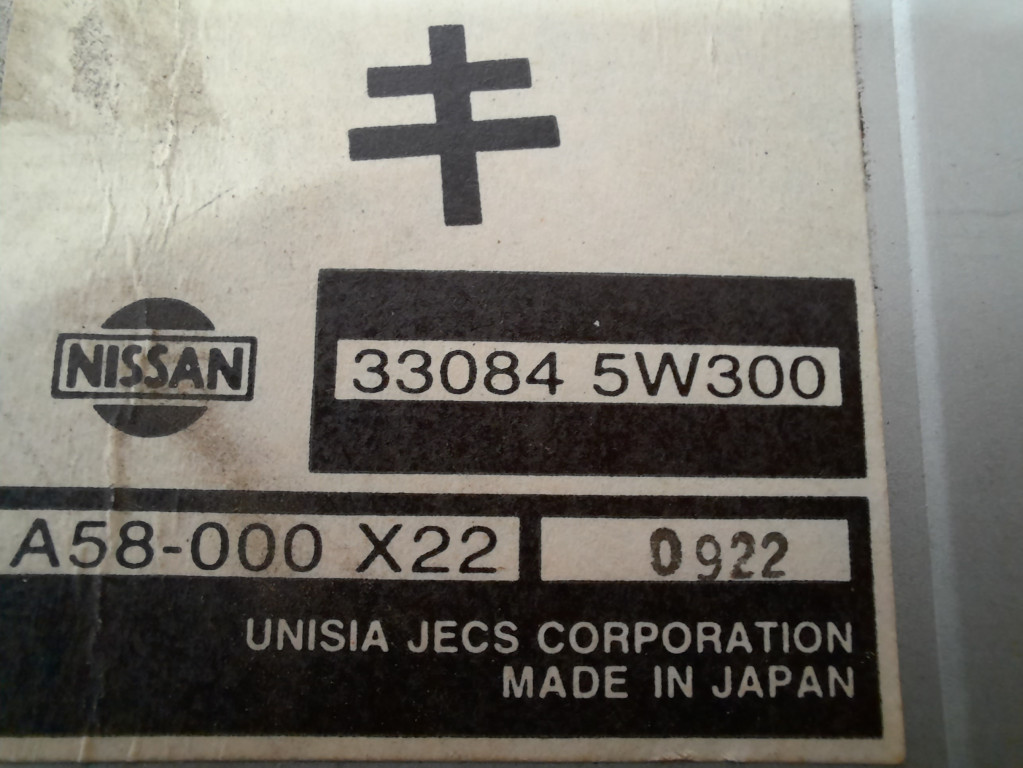 キ
NISSAN
33084 5W300
A58-000 X22
0922
UNISIA JECS CORPORATION
MADE IN JAPAN